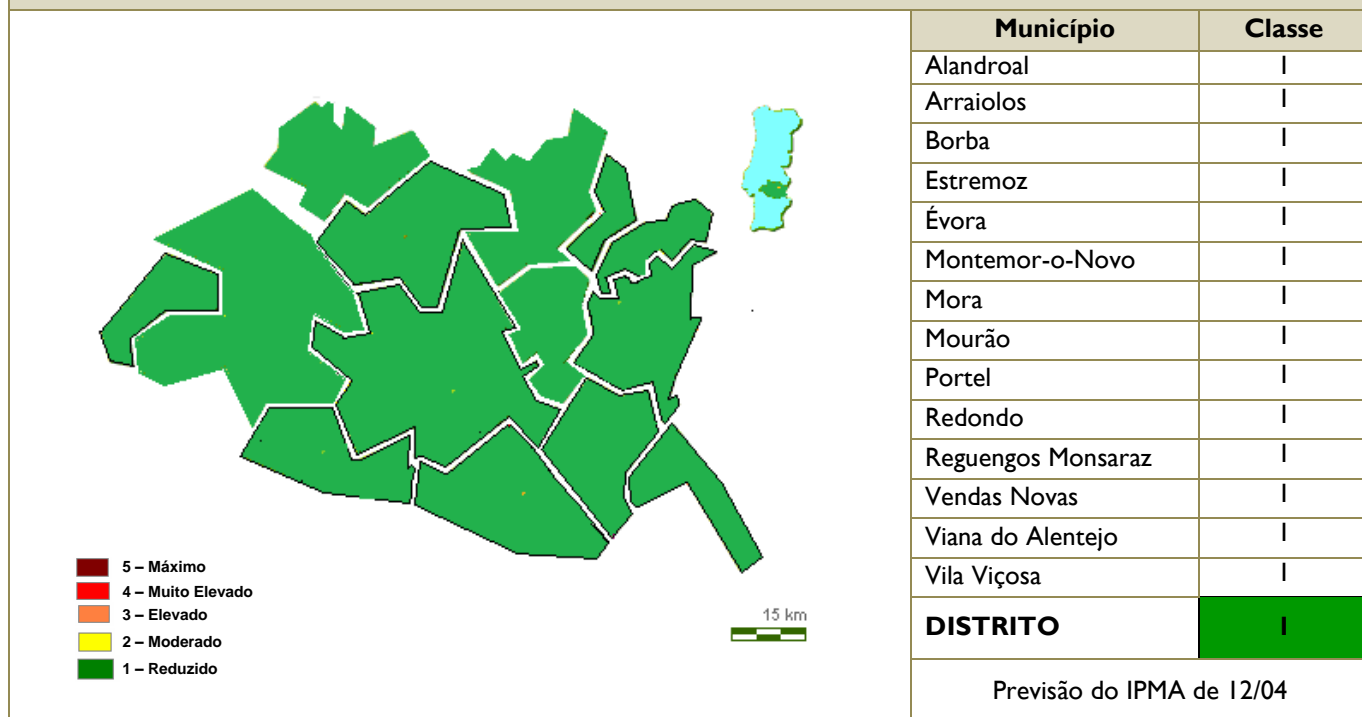 Município Classe
Alandroal 1
Arraiolos 1
Borba 1
Estremoz 1
Évora 1
Montemor-o-Novo 1
Mora 1
Mourão 1
Portel 1
Redondo 1
Reguengos Monsaraz 1
Vendas Novas 1
Viana do Alentejo 1
Vila Viçosa 1
DISTRITO 1
Previsão do IPMA de 12/04
5 – Máximo
4 – Muito Elevado
3 – Elevado
2 – Moderado
1 – Reduzido
15 km